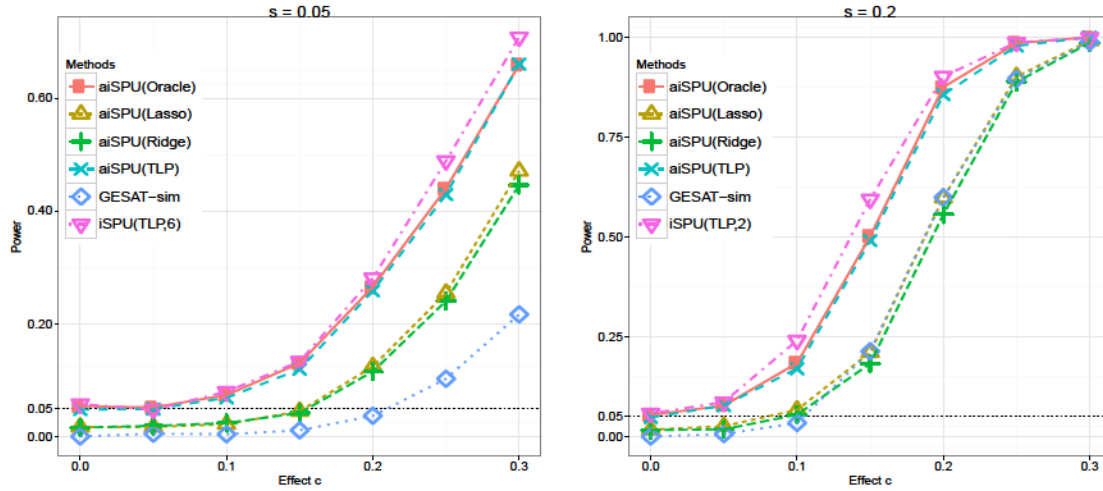 s = 0.05
Methods
aiSPU(Oracle)
aiSPU(Lasso)
aiSPU(Ridge)
aiSPU(TLP)
GESAT-sim
iSPU(TLP,6)
Power
0.60
0.40
0.20
0.05
0.00
0.0
0.1
0.2
0.3
Effect c
s = 0.2
Methods
aiSPU(Oracle)
aiSPU(Lasso)
aiSPU(Ridge)
aiSPU(TLP)
GESAT-sim
iSPU(TLP,2)
Power
1.00
0.75
0.50
0.25
0.05
0.00
0.0
0.1
0.2
0.3
Effect c